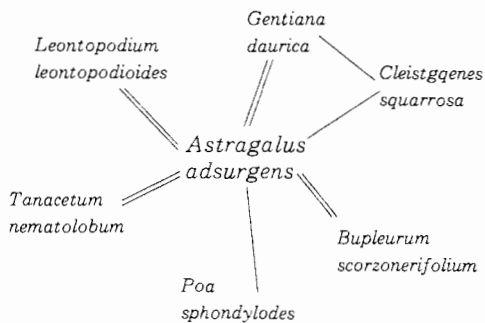 Gentiana
daurica
Leontopodium
leontopodioides
Cleistgqenes
squarrosa
Astragalus
adsurgens
Tanacetum
nematolobum
Bupleurum
scorzonerifolium
Poa
sphondylodes